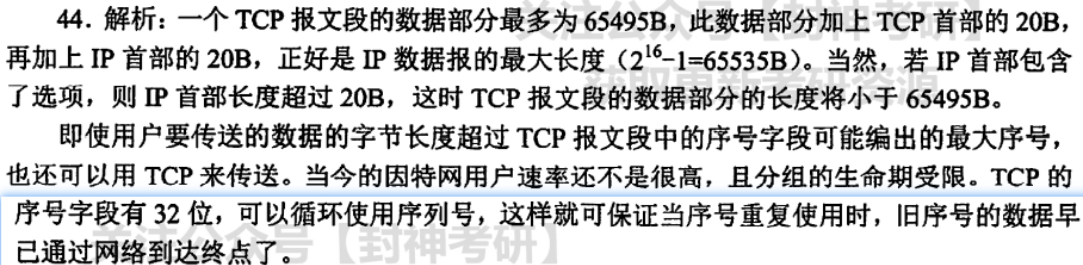 44．解析：一个 TCP 报文段的数据部分最多为 65495B，此数据部分加上 TCP 首部的 20B，
再加上 IP 首部的 20B，正好是 IP 数据报的最大长度（2^16−1=65535B）。当然，若 IP 首部包含
了选项，则 IP 首部长度超过 20B，这时 TCP 报文段的数据部分的长度将小于 65495B。
即使用户要传送的数据的字节长度超过 TCP 报文段中的序号字段可能编出的最大序号，
也还可以用 TCP 来传送。当今的因特网用户速率还不是很高，且分组的生命期受限。TCP 的
序号字段有 32 位，可以循环使用序列号，这样就可保证当序号重复使用时，旧序号的数据早
已通过网络到达终点了。
关注公众号【封神考研】